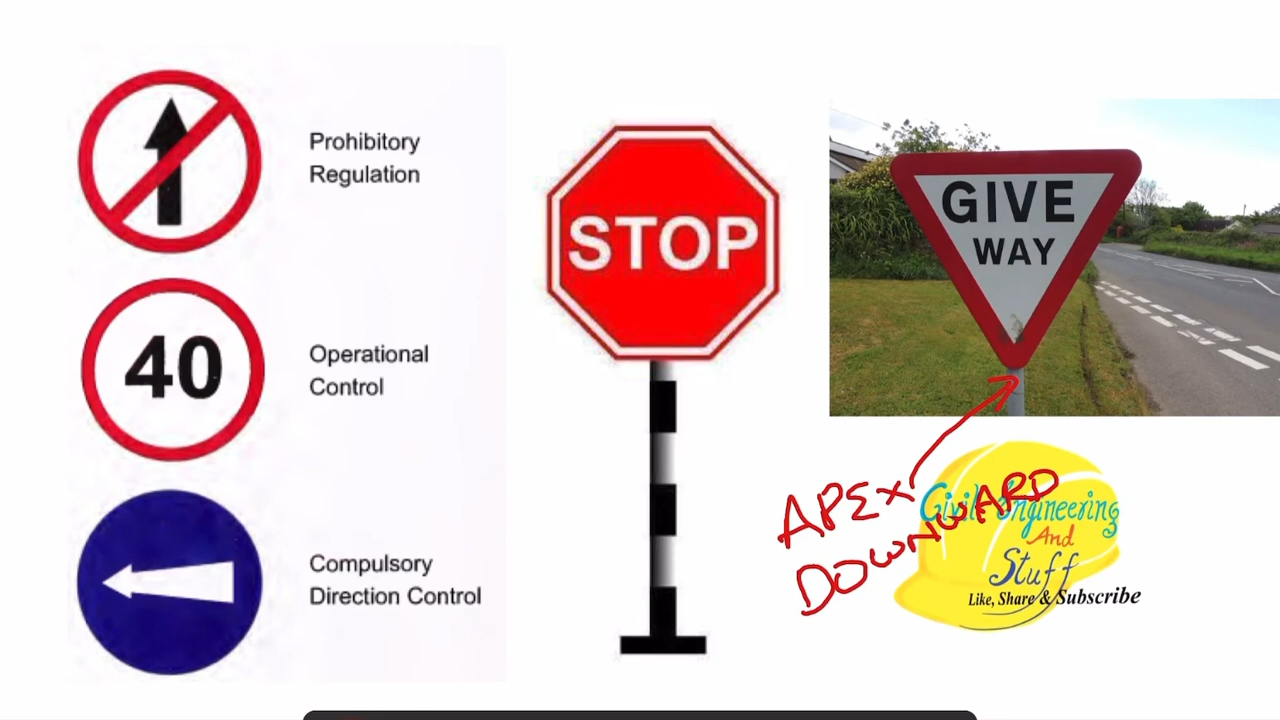 Prohibitory
Regulation
40
Operational
Control
Compulsory
Direction Control
STOP
GIVE
WAY
APEX
DOWNWARD
Civil Engineering
And
Stuff
Like, Share & Subscribe